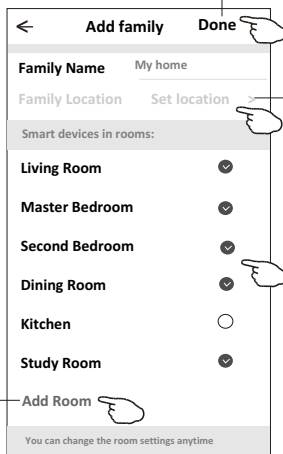 Add family Done
Family Name My home
Family Location Set location >
Smart devices in rooms:
Living Room
Master Bedroom
Second Bedroom
Dining Room
Kitchen
Study Room
Add Room
You can change the room settings anytime